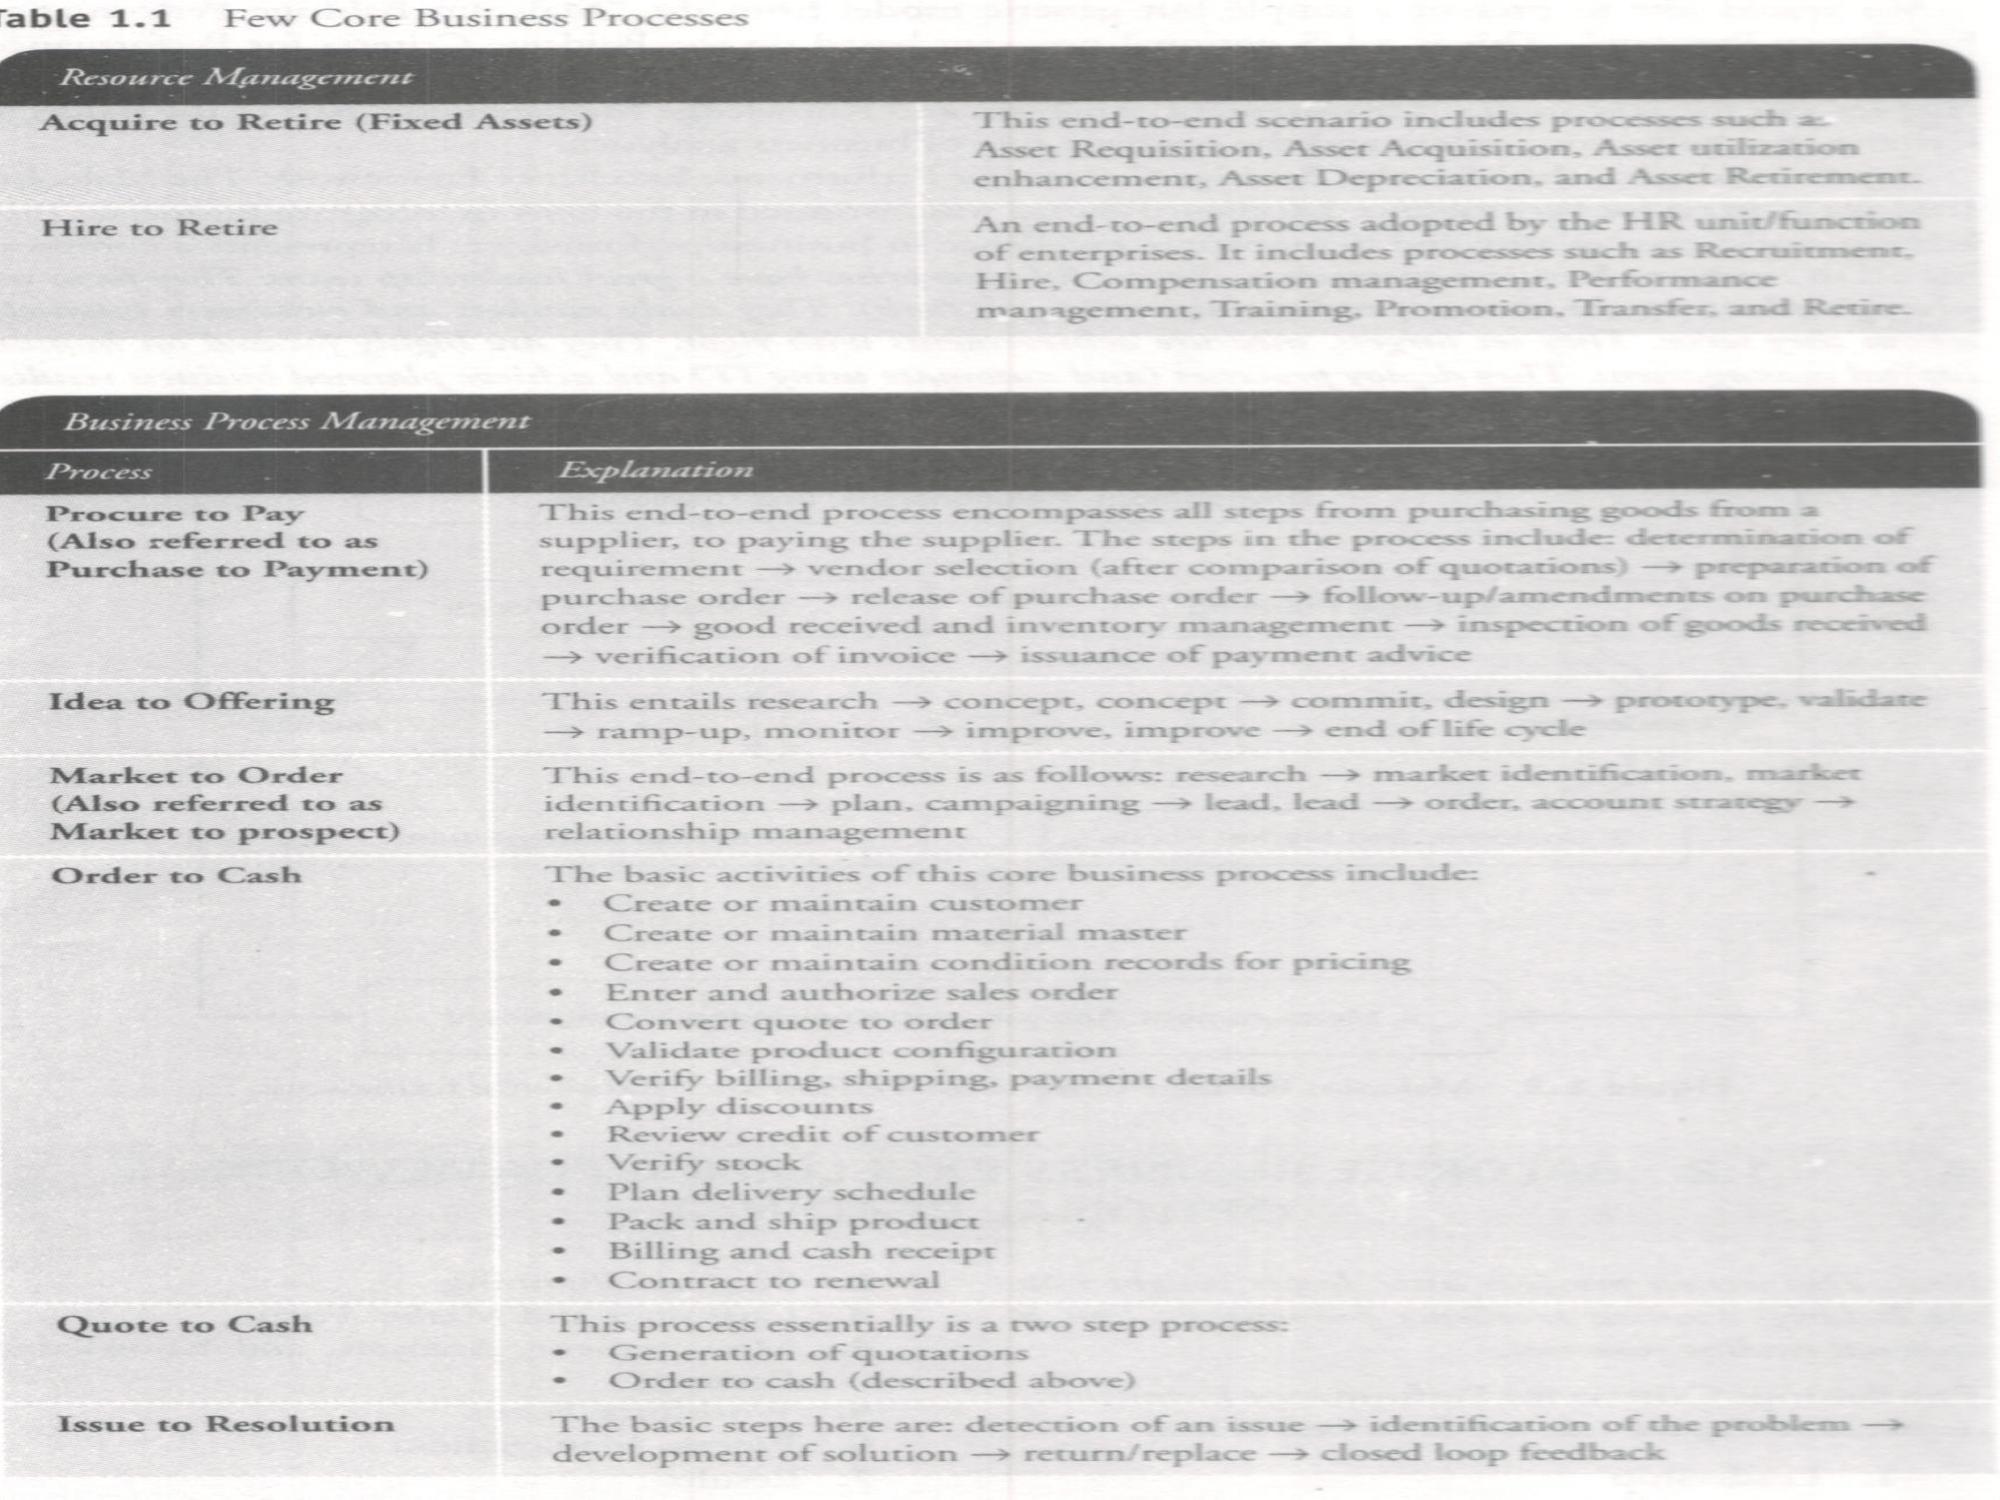 Table 1.1 Few Core Business Processes
Resource Management
Acquire to Retire (Fixed Assets)
This end-to-end scenario includes processes such as
Asset Requisition, Asset Acquisition, Asset utilization
enhancement, Asset Depreciation, and Asset Retirement.
Hire to Retire
An end-to-end process adopted by the HR unit/function
of enterprises. It includes processes such as Recruitment,
Hire, Compensation management, Performance
management, Training, Promotion, Transfer, and Retire.
Business Process Management
Process
Explanation
Procure to Pay
(Also referred to as
Purchase to Payment)
This end-to-end process encompasses all steps from purchasing goods from a
supplier, to paying the supplier. The steps in the process include: determination of
requirement → vendor selection (after comparison of quotations) → preparation of
purchase order → release of purchase order → follow-up/amendments on purchase
order → good received and inventory management → inspection of goods received
→ verification of invoice → issuance of payment advice
Idea to Offering
This entails research → concept, concept → commit, design → prototype, validate
→ ramp-up, monitor → improve, improve → end of life cycle
Market to Order
(Also referred to as
Market to prospect)
This end-to-end process is as follows: research → market identification, market
identification → plan, campaigning → lead, lead → order, account strategy →
relationship management
Order to Cash
The basic activities of this core business process include:
• Create or maintain customer
• Create or maintain material master
• Create or maintain condition records for pricing
• Enter and authorize sales order
• Convert quote to order
• Validate product configuration
• Verify billing, shipping, payment details
• Apply discounts
• Review credit of customer
• Verify stock
• Plan delivery schedule
• Pack and ship product
• Billing and cash receipt
• Contract to renewal
Quote to Cash
This process essentially is a two step process:
• Generation of quotations
• Order to cash (described above)
Issue to Resolution
The basic steps here are: detection of an issue → identification of the problem →
development of solution → return/replace → closed loop feedback